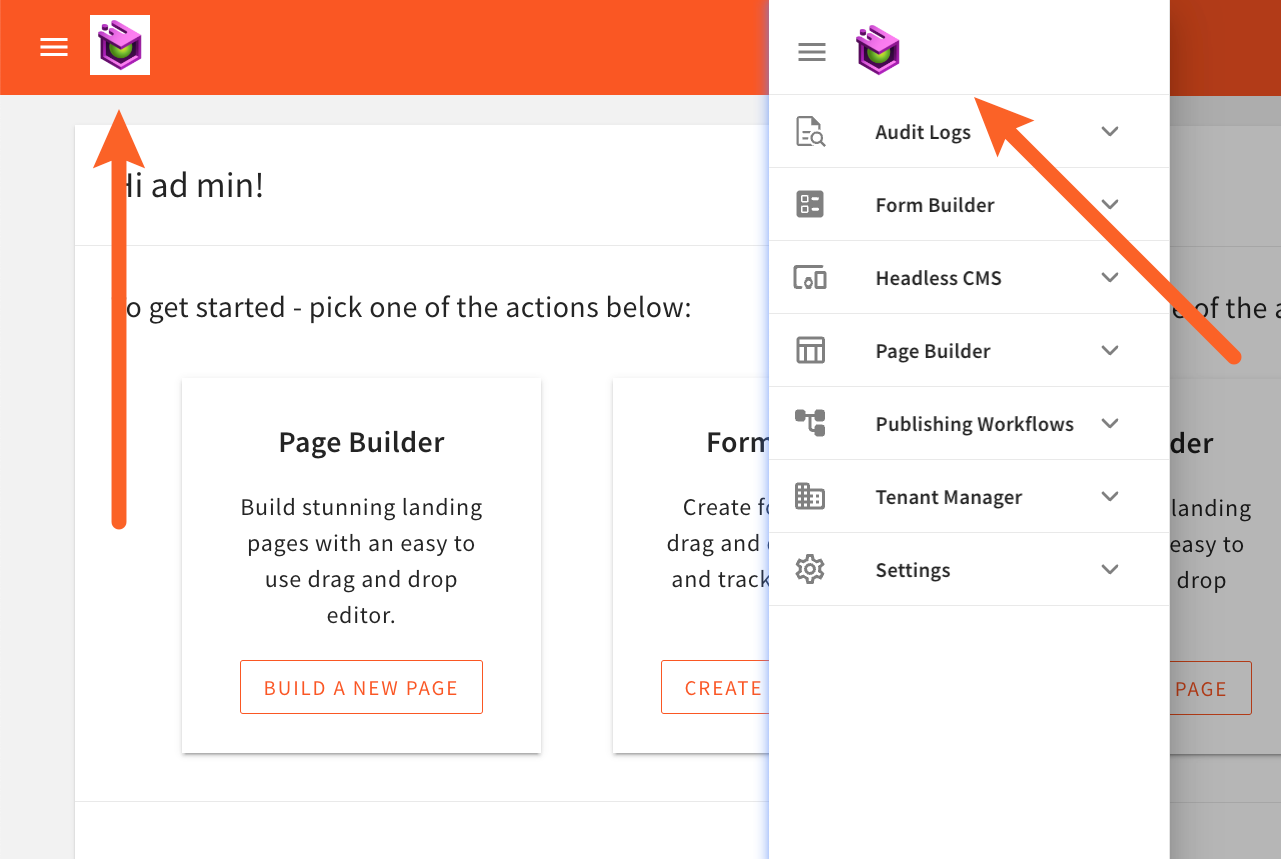 Hi ad min!
To get started - pick one of the actions below:
Page Builder
Build stunning landing
pages with an easy to
use drag and drop
editor.
BUILD A NEW PAGE
Form
Create fo
drag and
and track
CREATE
Audit Logs
Form Builder
Headless CMS
Page Builder
Publishing Workflows
Tenant Manager
Settings
e of the a
der
landing
easy to
drop
PAGE